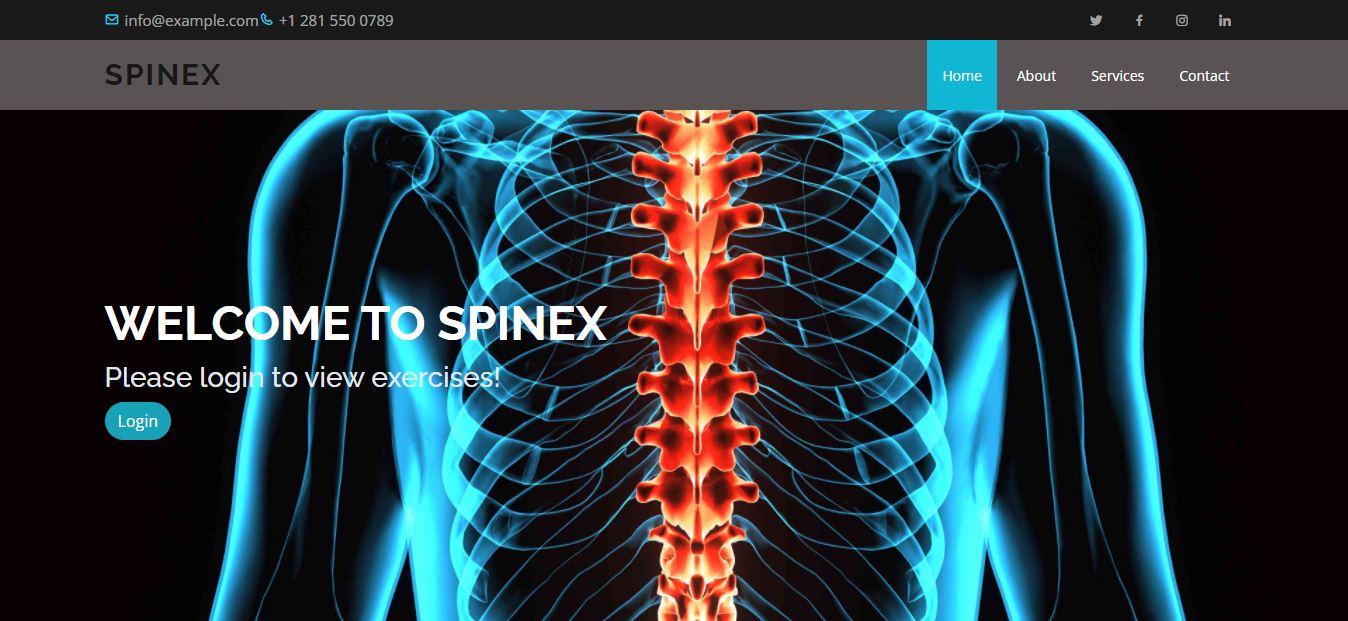 info@example.com +1 281 550 0789
SPINEX
Home About Services Contact
WELCOME TO SPINEX
Please login to view exercises!
Login